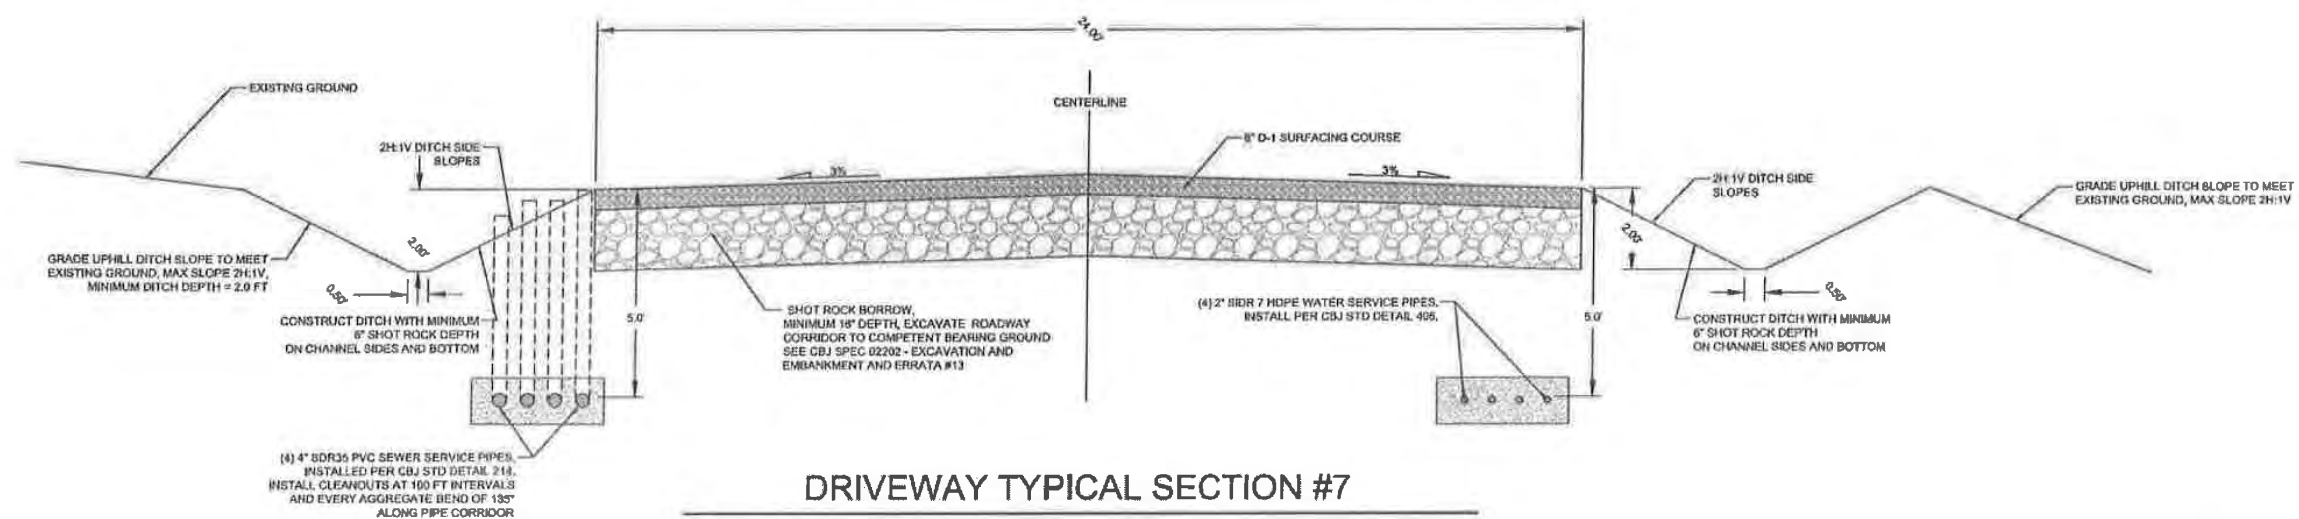 24.00'
EXISTING GROUND
CENTERLINE
2H:1V DITCH SIDE
SLOPES
6" D-1 SURFACING COURSE
3%
3%
2H:1V DITCH SIDE
SLOPES
GRADE UPHILL DITCH SLOPE TO MEET
EXISTING GROUND, MAX SLOPE 2H:1V
2.00'
2.00'
GRADE UPHILL DITCH SLOPE TO MEET
EXISTING GROUND, MAX SLOPE 2H:1V,
MINIMUM DITCH DEPTH = 2.0 FT
0.50'
0.50'
CONSTRUCT DITCH WITH MINIMUM
6" SHOT ROCK DEPTH
ON CHANNEL SIDES AND BOTTOM
5.0'
SHOT ROCK BORROW,
MINIMUM 18" DEPTH, EXCAVATE ROADWAY
CORRIDOR TO COMPETENT BEARING GROUND
SEE CBJ SPEC 02202 - EXCAVATION AND
EMBANKMENT AND ERRATA #13
(4) 2" SIDR 7 HDPE WATER SERVICE PIPES,
INSTALL PER CBJ STD DETAIL 405.
5.0'
CONSTRUCT DITCH WITH MINIMUM
6" SHOT ROCK DEPTH
ON CHANNEL SIDES AND BOTTOM
(4) 4" SDR35 PVC SEWER SERVICE PIPES,
INSTALLED PER CBJ STD DETAIL 214.
INSTALL CLEANOUTS AT 100 FT INTERVALS
AND EVERY AGGREGATE BEND OF 135°
ALONG PIPE CORRIDOR
DRIVEWAY TYPICAL SECTION #7